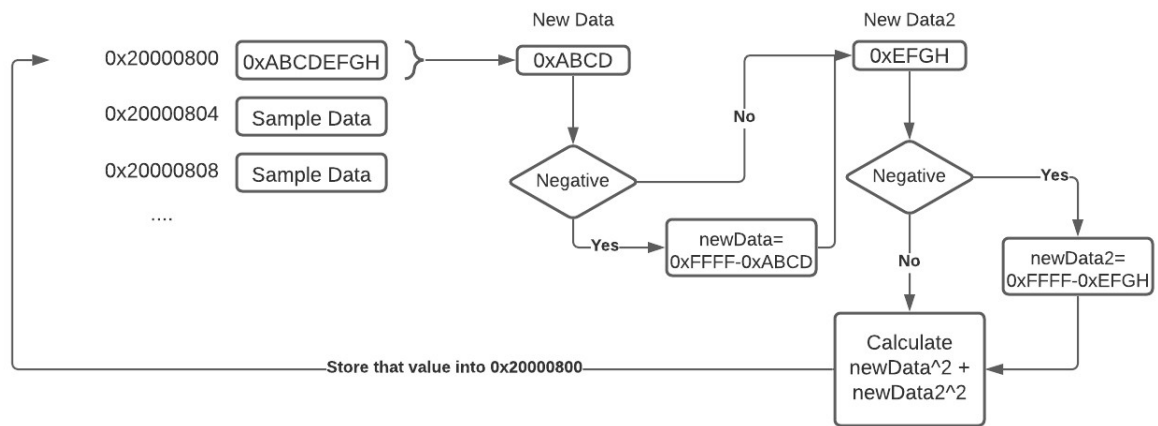 New Data
New Data2
0x20000800
0xABCDEFGH
0xABCD
0xEFGH
0x20000804
Sample Data
No
0x20000808
Sample Data
Negative
Negative
Yes
....
Yes
newData=
0xFFFF-0xABCD
No
newData2=
0xFFFF-0xEFGH
Calculate
newData^2 +
newData2^2
Store that value into 0x20000800